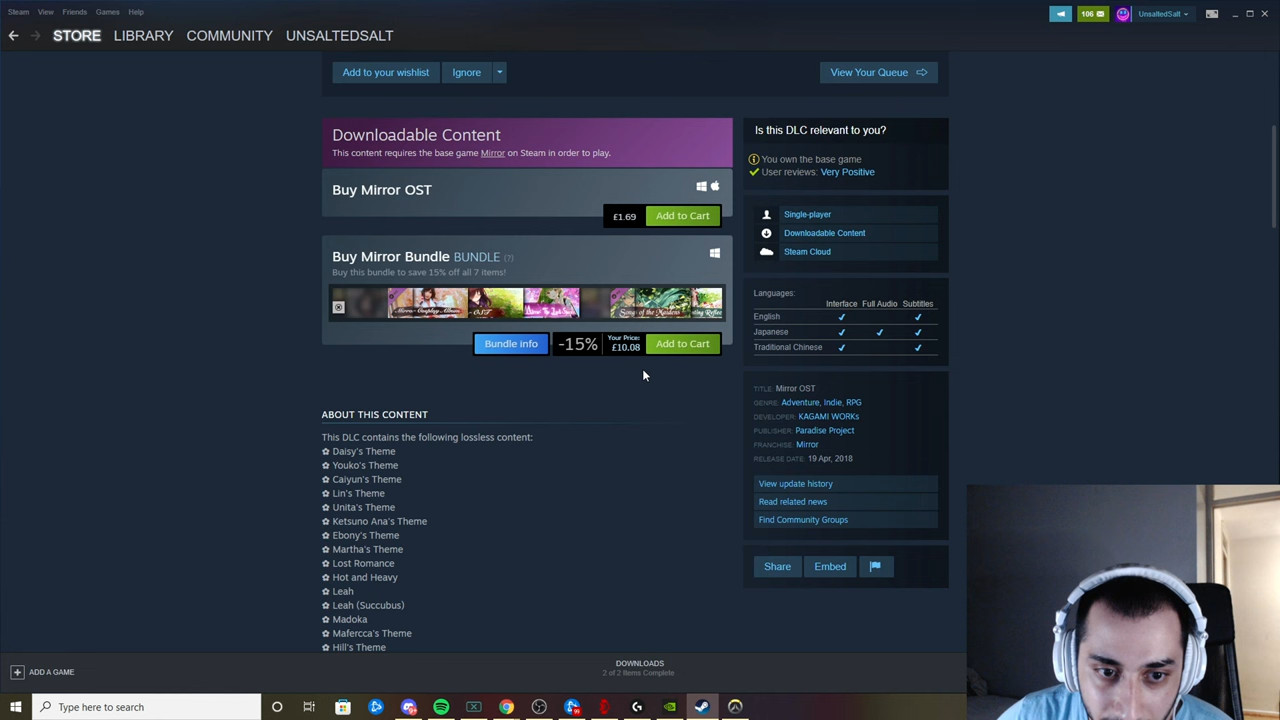 Steam View Friends Games Help
106
UnsaltedSalt
STORE LIBRARY COMMUNITY UNSALTEDSALT
Add to your wishlist
Ignore
View Your Queue
Downloadable Content
This content requires the base game Mirror on Steam in order to play.
Buy Mirror OST
£1.69
Add to Cart
Buy Mirror Bundle BUNDLE (?)
Buy this bundle to save 15% off all 7 items!
Mirror - Cosplay Album
OST
Songs of the Maidens
Bundle info
-15%
Your Price:
£10.08
Add to Cart
ABOUT THIS CONTENT
This DLC contains the following lossless content:
✿ Daisy's Theme
✿ Youko's Theme
✿ Caiyun's Theme
✿ Lin's Theme
✿ Unita's Theme
✿ Ketsuno Ana's Theme
✿ Ebony's Theme
✿ Martha's Theme
✿ Lost Romance
✿ Hot and Heavy
✿ Leah
✿ Leah (Succubus)
✿ Madoka
✿ Mafercca's Theme
✿ Hill's Theme
Is this DLC relevant to you?
You own the base game
User reviews: Very Positive
Single-player
Downloadable Content
Steam Cloud
Languages:
Interface Full Audio Subtitles
English ✔ ✔
Japanese ✔ ✔ ✔
Traditional Chinese ✔ ✔
TITLE: Mirror OST
GENRE: Adventure, Indie, RPG
DEVELOPER: KAGAMI WORKs
PUBLISHER: Paradise Project
FRANCHISE: Mirror
RELEASE DATE: 19 Apr, 2018
View update history
Read related news
Find Community Groups
Share
Embed
ADD A GAME
DOWNLOADS
2 of 2 Items Complete
Type here to search
99